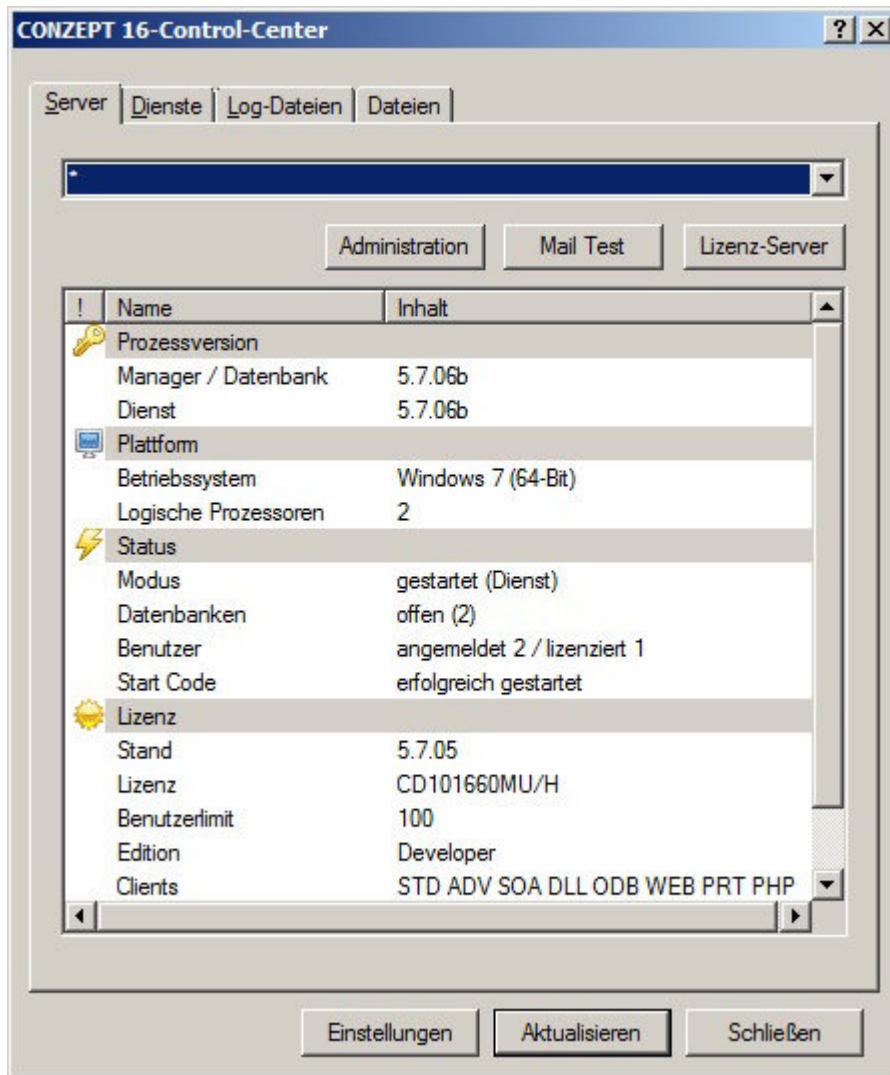 CONZEPT 16-Control-Center
Server Dienste Log-Dateien Dateien
*
Administration Mail Test Lizenz-Server
! Name Inhalt
Prozessversion
Manager / Datenbank 5.7.06b
Dienst 5.7.06b
Plattform
Betriebssystem Windows 7 (64-Bit)
Logische Prozessoren 2
Status
Modus gestartet (Dienst)
Datenbanken offen (2)
Benutzer angemeldet 2 / lizenziert 1
Start Code erfolgreich gestartet
Lizenz
Stand 5.7.05
Lizenz CD101660MU/H
Benutzerlimit 100
Edition Developer
Clients STD ADV SOA DLL ODB WEB PRT PHP
Einstellungen Aktualisieren Schließen